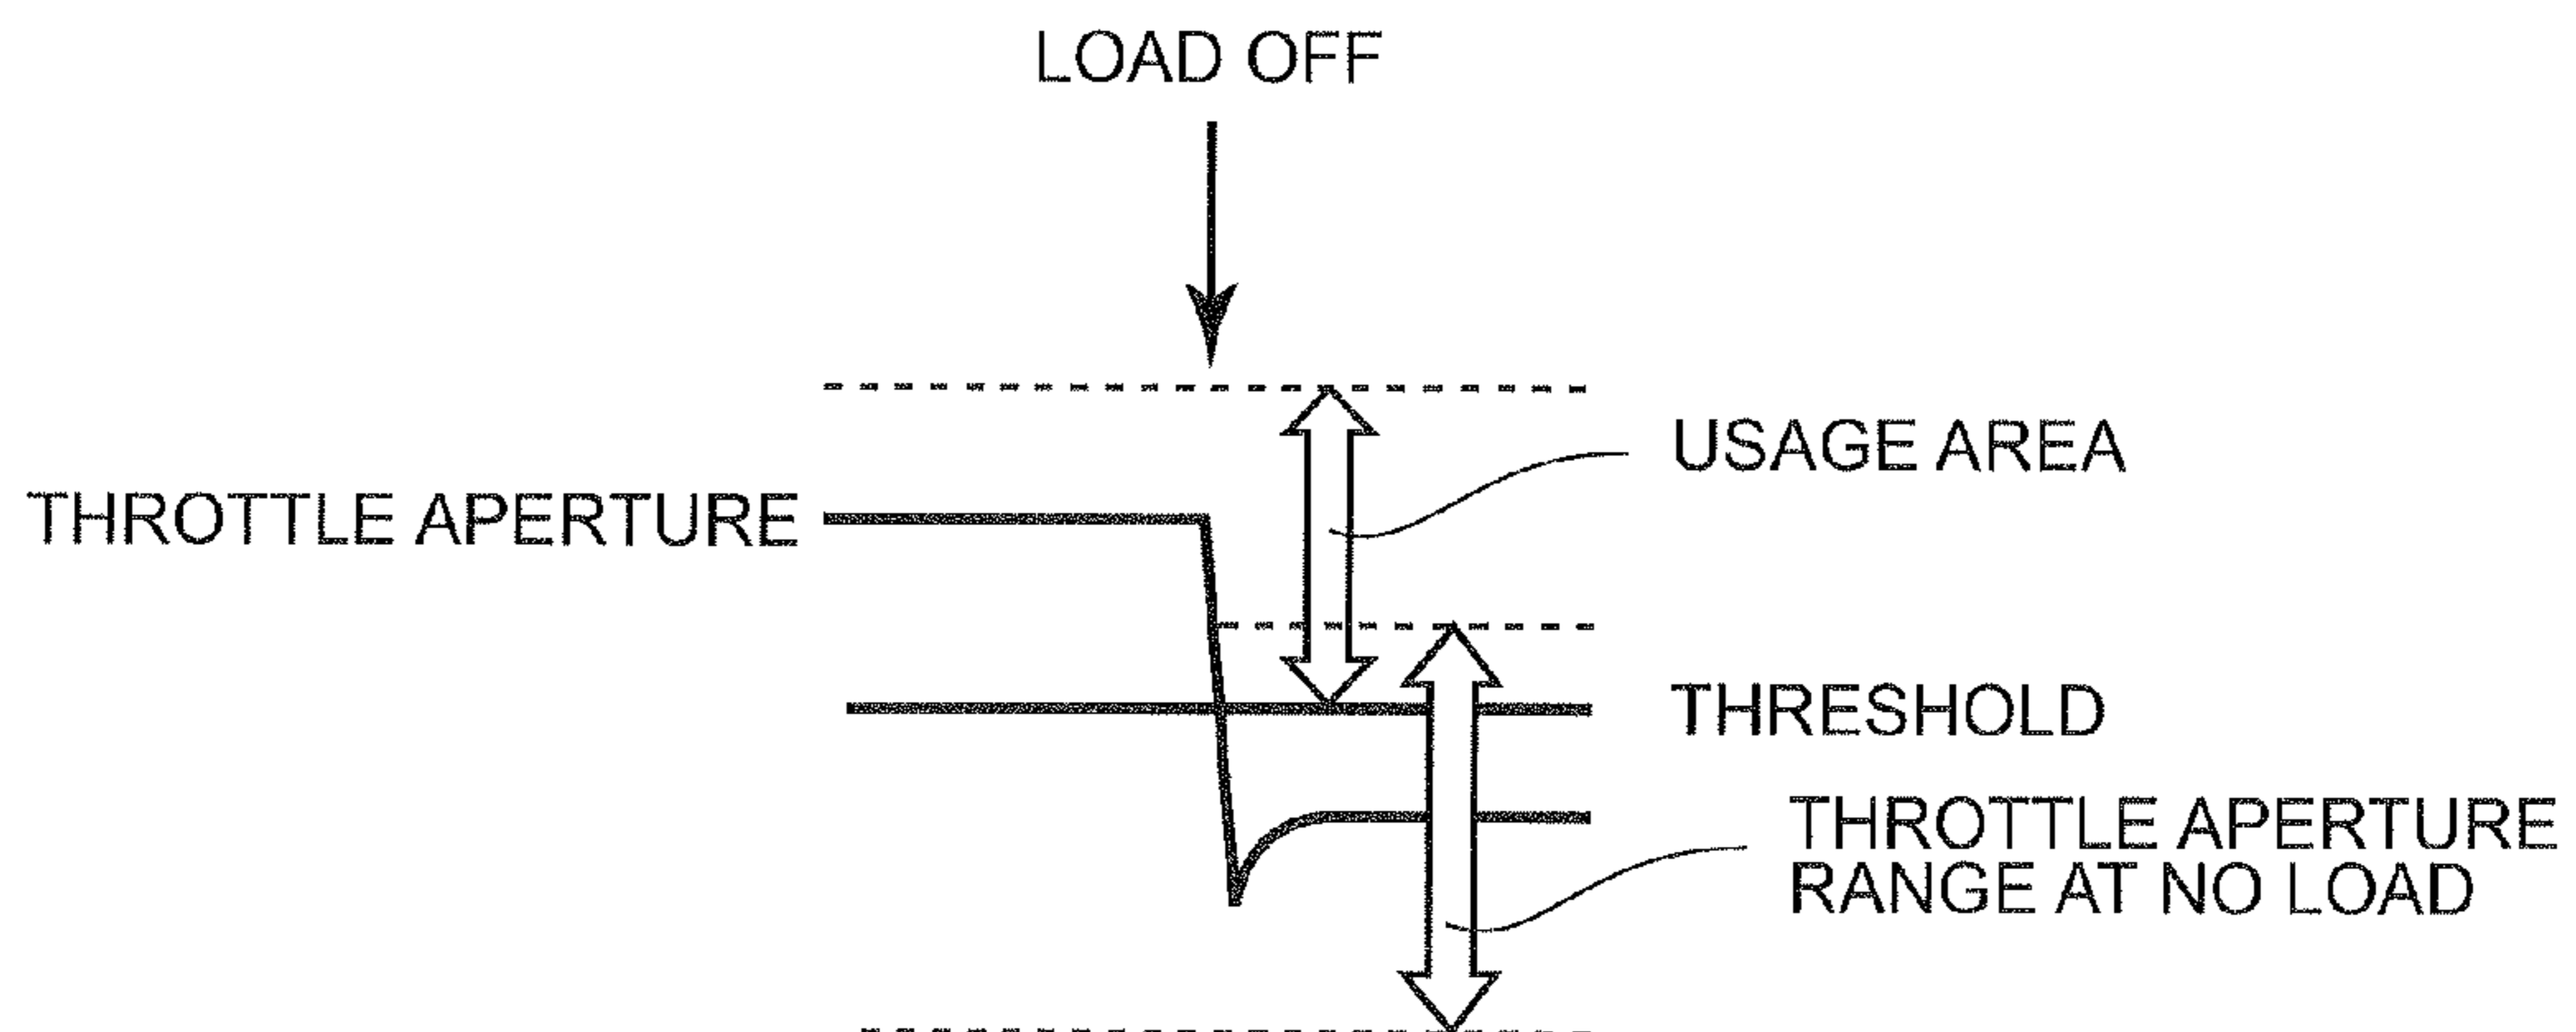 LOAD OFF
USAGE AREA
THROTTLE APERTURE
THRESHOLD
THROTTLE APERTURE
RANGE AT NO LOAD